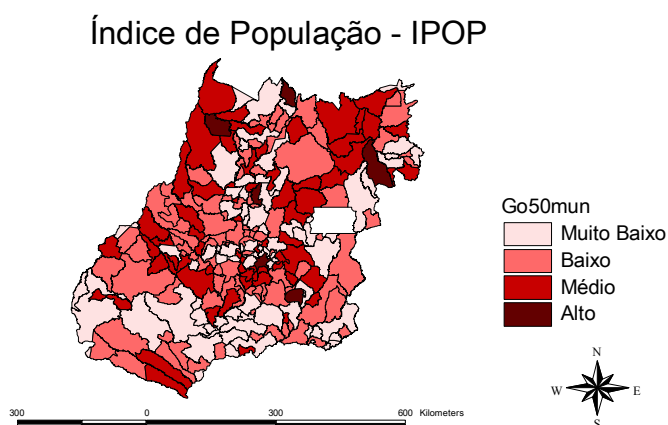 Índice de População - IPOP
Go50mun
Muito Baixo
Baixo
Médio
Alto
N
W E
S
300 0 300 600 Kilometers